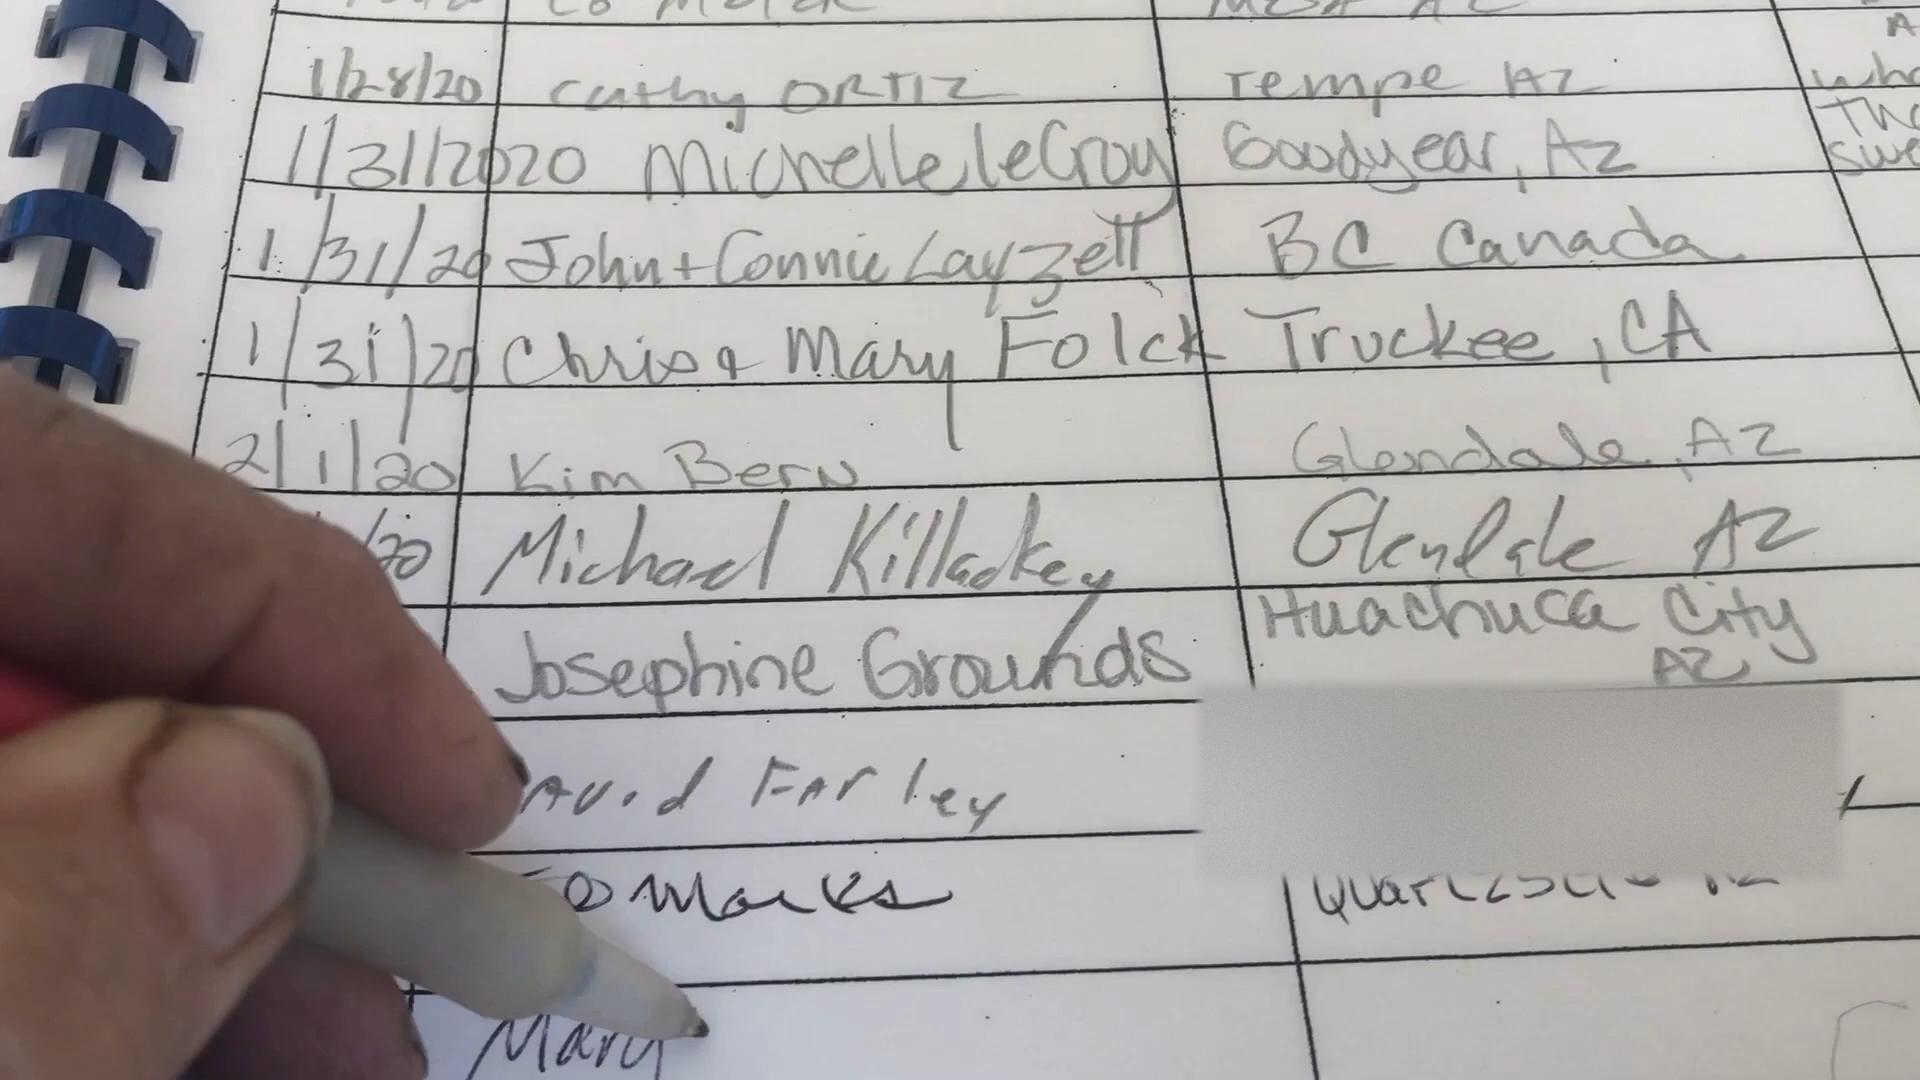 1/28/20 Cathy ORTIZ Tempe AZ
1/31/2020 Michelle leCroy Goodyear, AZ
1/31/20 John + Connie Layzell BC Canada
1/31/20 Chris & Mary Folck Truckee, CA
2/1/20 Kim Bern Glendale, AZ
/20 Michael Killackey Glendale AZ
Josephine Grounds Huachuca City
AZ
Farley
Marks
Mary